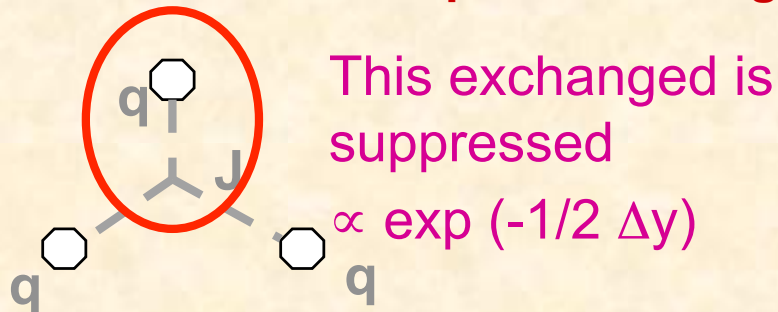 q
This exchanged is
suppressed
J
∝ exp (-1/2 Δy)
q
q